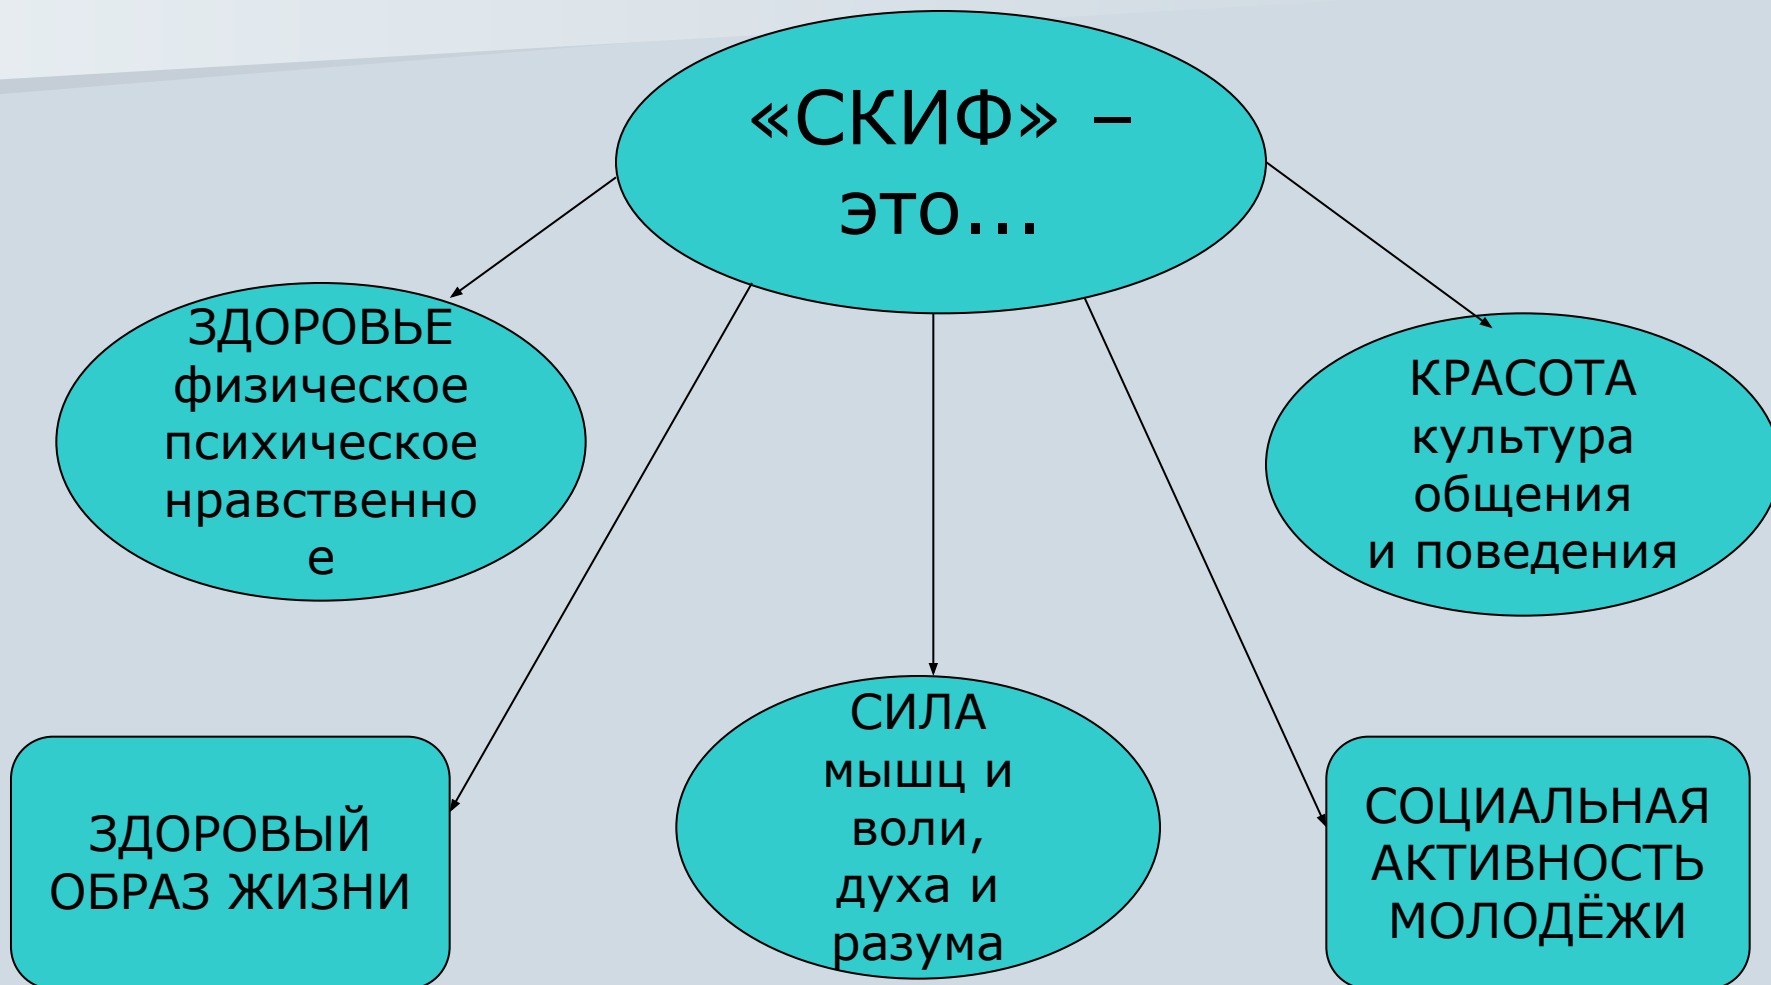 «СКИФ» –
это...
ЗДОРОВЬЕ
физическое
психическое
нравственно
е
КРАСОТА
культура
общения
и поведения
ЗДОРОВЫЙ
ОБРАЗ ЖИЗНИ
СИЛА
мышц и
воли,
духа и
разума
СОЦИАЛЬНАЯ
АКТИВНОСТЬ
МОЛОДЁЖИ